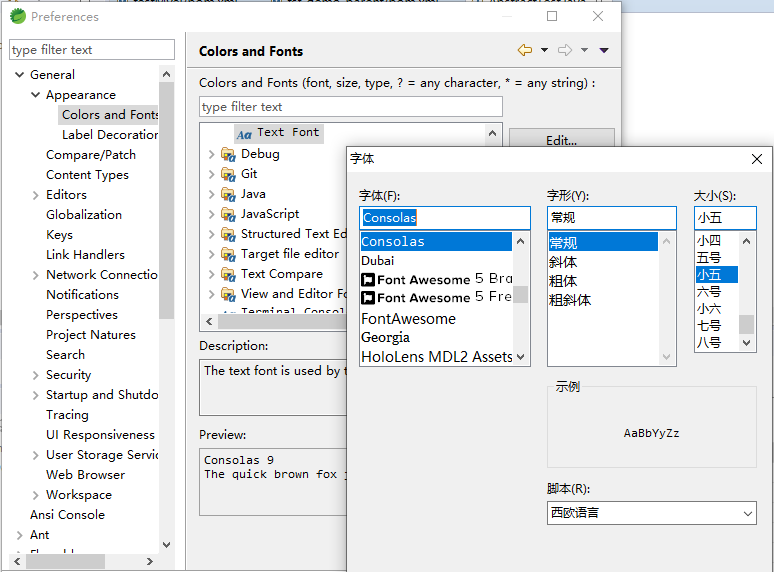 Preferences
type filter text
General
Appearance
Colors and Fonts
Label Decoration
Compare/Patch
Content Types
Editors
Globalization
Keys
Link Handlers
Network Connectio
Notifications
Perspectives
Project Natures
Search
Security
Startup and Shutdo
Tracing
UI Responsiveness
User Storage Servic
Web Browser
Workspace
Ansi Console
Ant
Colors and Fonts
Colors and Fonts (font, size, type, ? = any character, * = any string) :
type filter text
Text Font
Debug
Git
Java
JavaScript
Structured Text Ed
Target file editor
Text Compare
View and Editor Fo
Terminal Consol
Edit...
Description:
The text font is used by t
Preview:
Consolas 9
The quick brown fox j
字体
字体(F):
Consolas
Consolas
Dubai
Font Awesome 5 Bra
Font Awesome 5 Fre
FontAwesome
Georgia
HoloLens MDL2 Assets
字形(Y):
常规
常规
斜体
粗体
粗斜体
大小(S):
小五
小四
五号
小五
六号
小六
七号
八号
示例
AaBbYyZz
脚本(R):
西欧语言